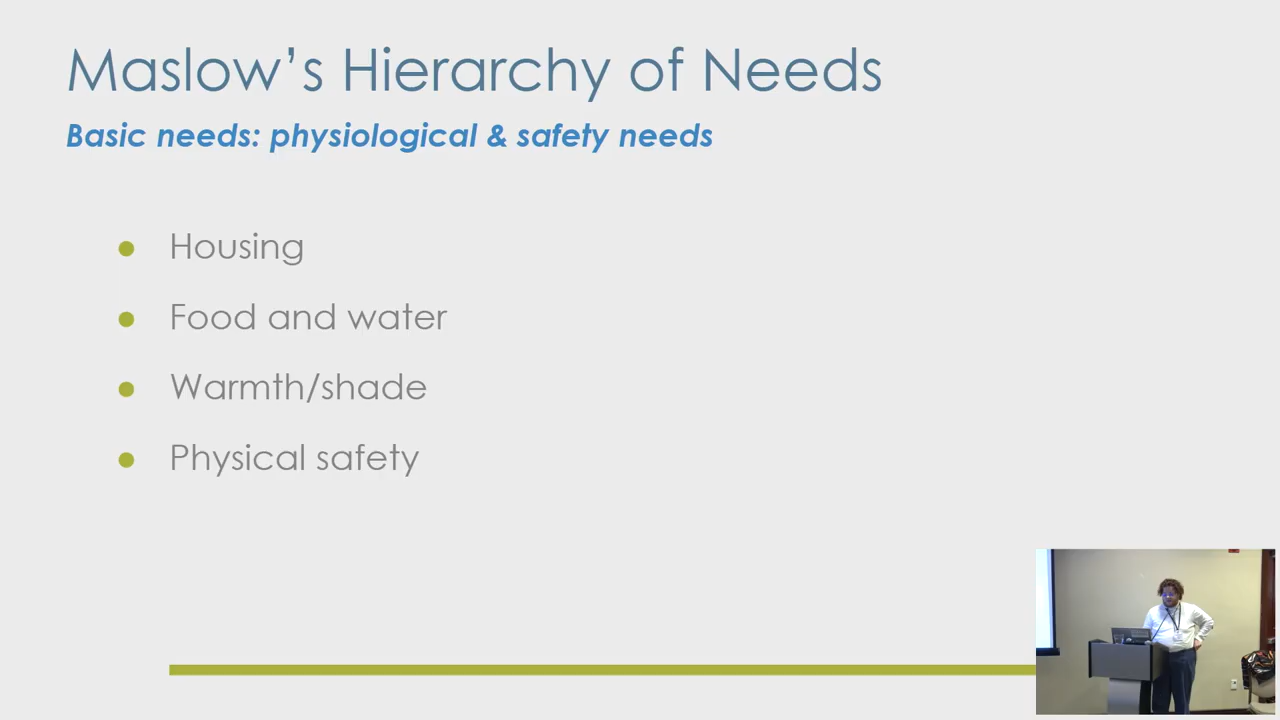 Maslow’s Hierarchy of Needs
Basic needs: physiological & safety needs
Housing
Food and water
Warmth/shade
Physical safety